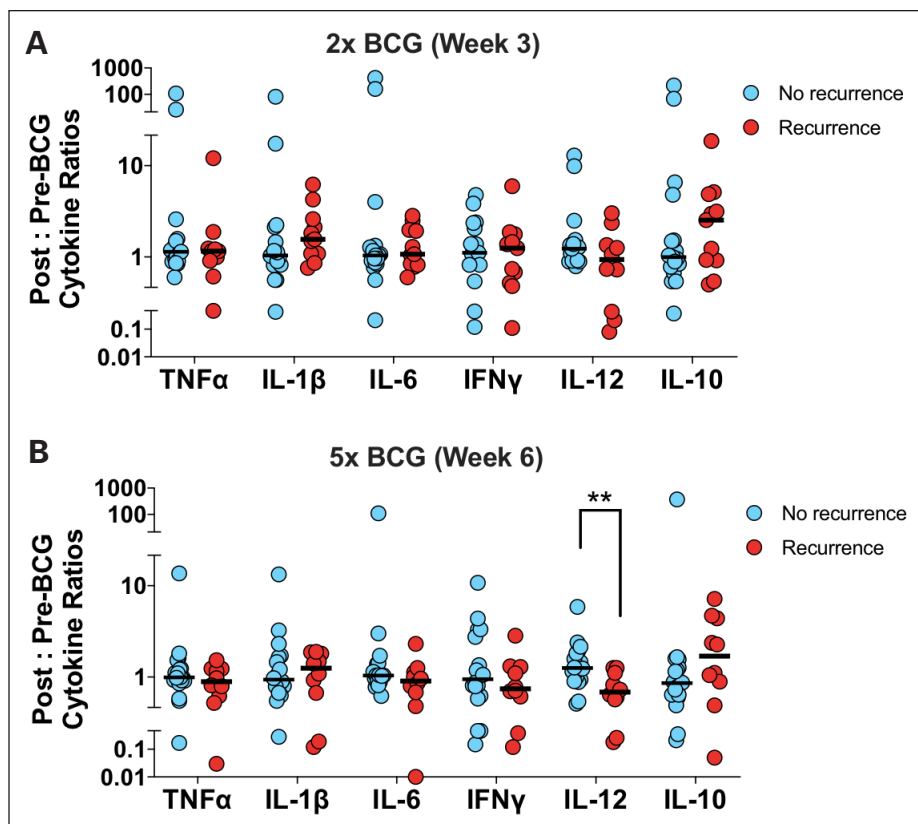 A
2x BCG (Week 3)
Post : Pre-BCG
Cytokine Ratios
1000
100
10
1
0.1
0.01
TNFα IL-1β IL-6 IFNγ IL-12 IL-10
No recurrence
Recurrence
B
5x BCG (Week 6)
Post : Pre-BCG
Cytokine Ratios
1000
100
10
1
0.1
0.01
**
TNFα IL-1β IL-6 IFNγ IL-12 IL-10
No recurrence
Recurrence